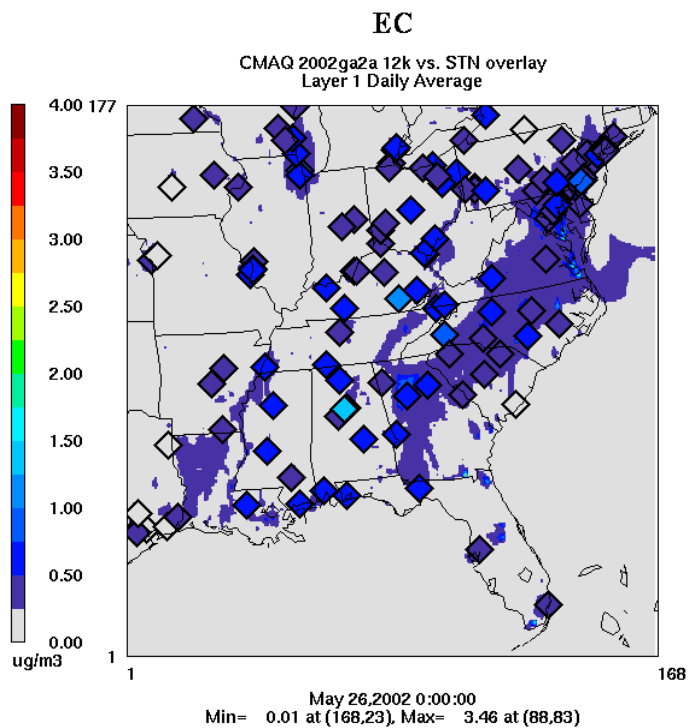 EC
CMAQ 2002ga2a 12k vs. STN overlay
Layer 1 Daily Average
177
4.00
3.50
3.00
2.50
2.00
1.50
1.00
0.50
0.00
ug/m3
1
1
168
May 26,2002 0:00:00
Min= 0.01 at (168,23), Max= 3.46 at (88,83)